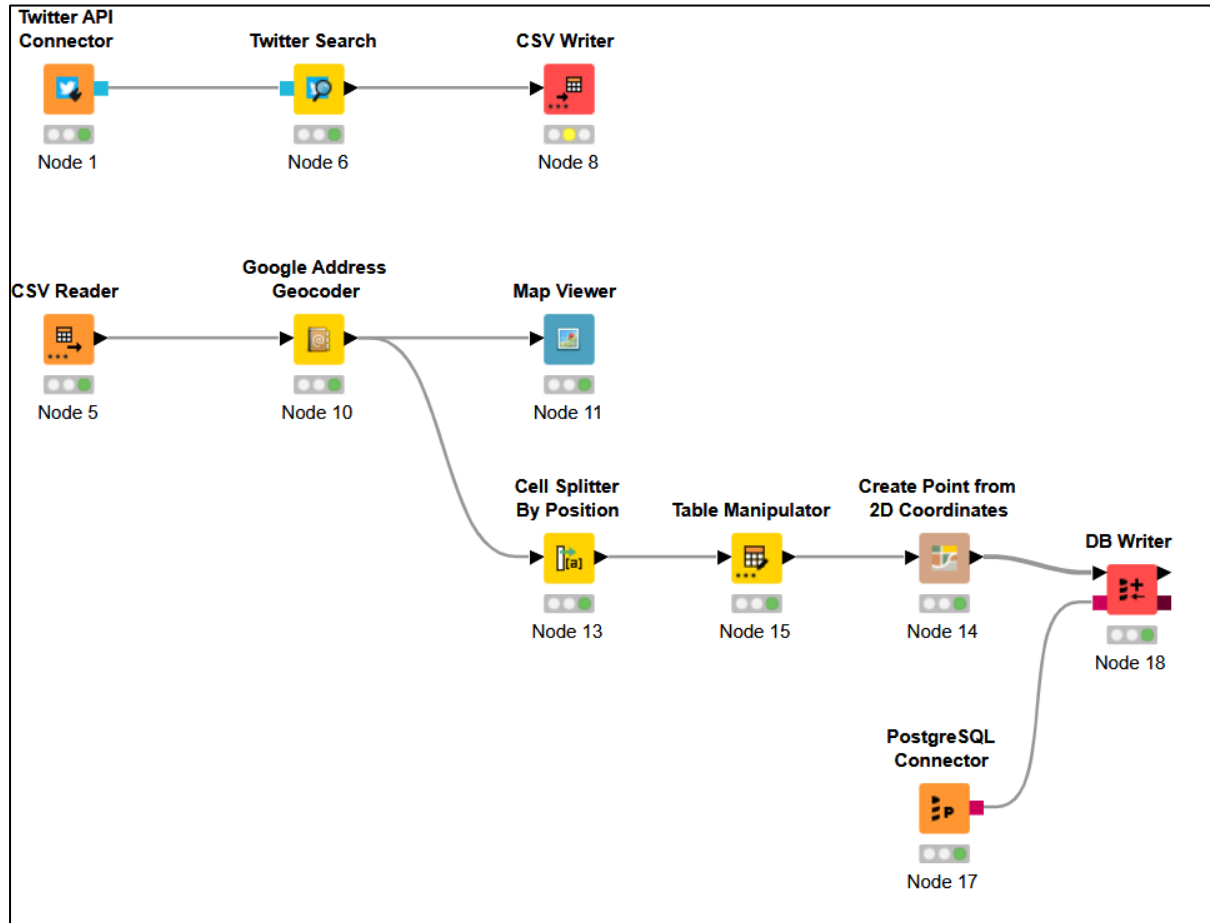 Twitter API
Connector
Twitter Search
CSV Writer
Node 1
Node 6
Node 8
CSV Reader
Google Address
Geocoder
Map Viewer
Node 5
Node 10
Node 11
Cell Splitter
By Position
Table Manipulator
Create Point from
2D Coordinates
DB Writer
[a]
Node 13
Node 15
Node 14
Node 18
PostgreSQL
Connector
P
Node 17